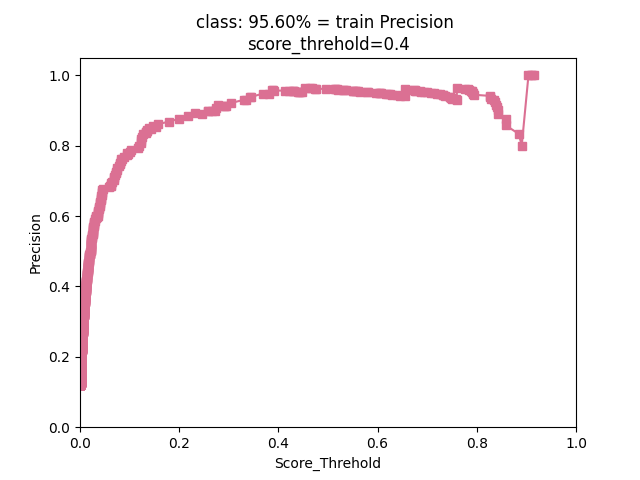 class: 95.60% = train Precision
score_threhold=0.4
1.0
0.8
0.6
0.4
0.2
0.0
Precision
0.0 0.2 0.4 0.6 0.8 1.0
Score_Threhold